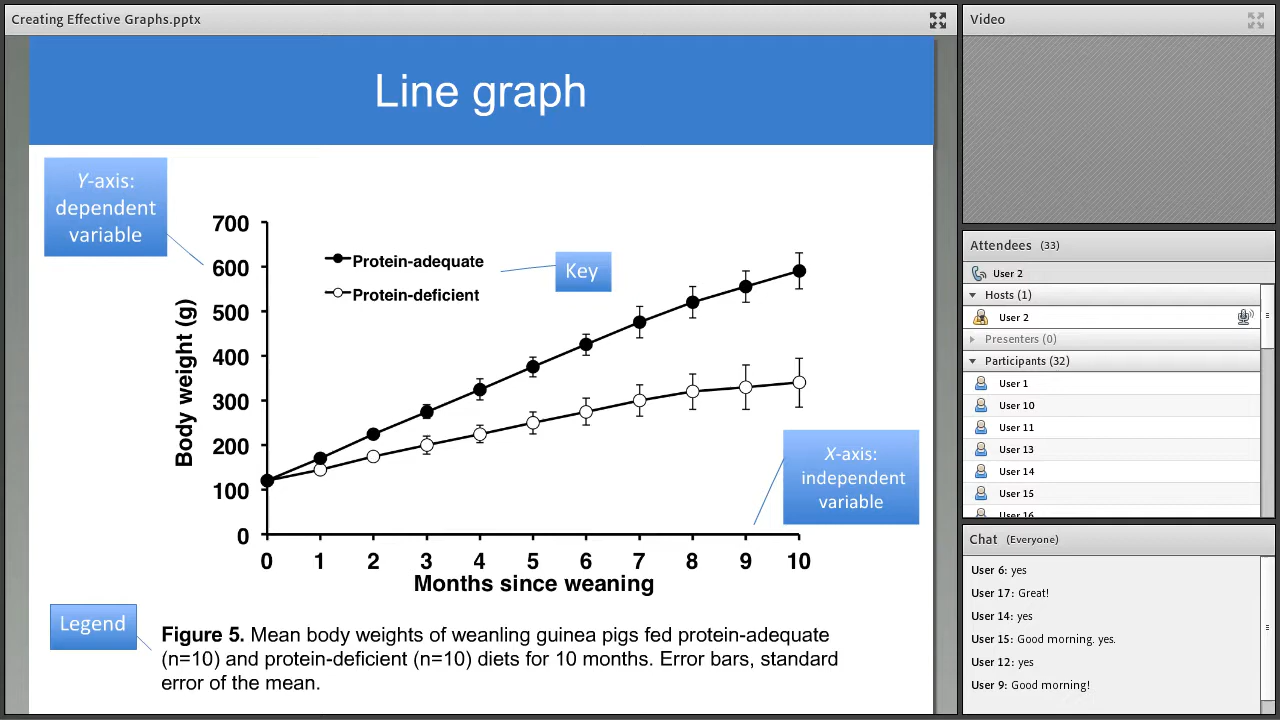 Creating Effective Graphs.pptx
Line graph
Y-axis:
dependent
variable
700
600
500
400
300
200
100
0
Body weight (g)
Protein-adequate
Protein-deficient
Key
X-axis:
independent
variable
0 1 2 3 4 5 6 7 8 9 10
Months since weaning
Legend
Figure 5. Mean body weights of weanling guinea pigs fed protein-adequate
(n=10) and protein-deficient (n=10) diets for 10 months. Error bars, standard
error of the mean.
Video
Attendees (33)
User 2
Hosts (1)
User 2
Presenters (0)
Participants (32)
User 1
User 10
User 11
User 13
User 14
User 15
User 16
Chat (Everyone)
User 6: yes
User 17: Great!
User 14: yes
User 15: Good morning. yes.
User 12: yes
User 9: Good morning!